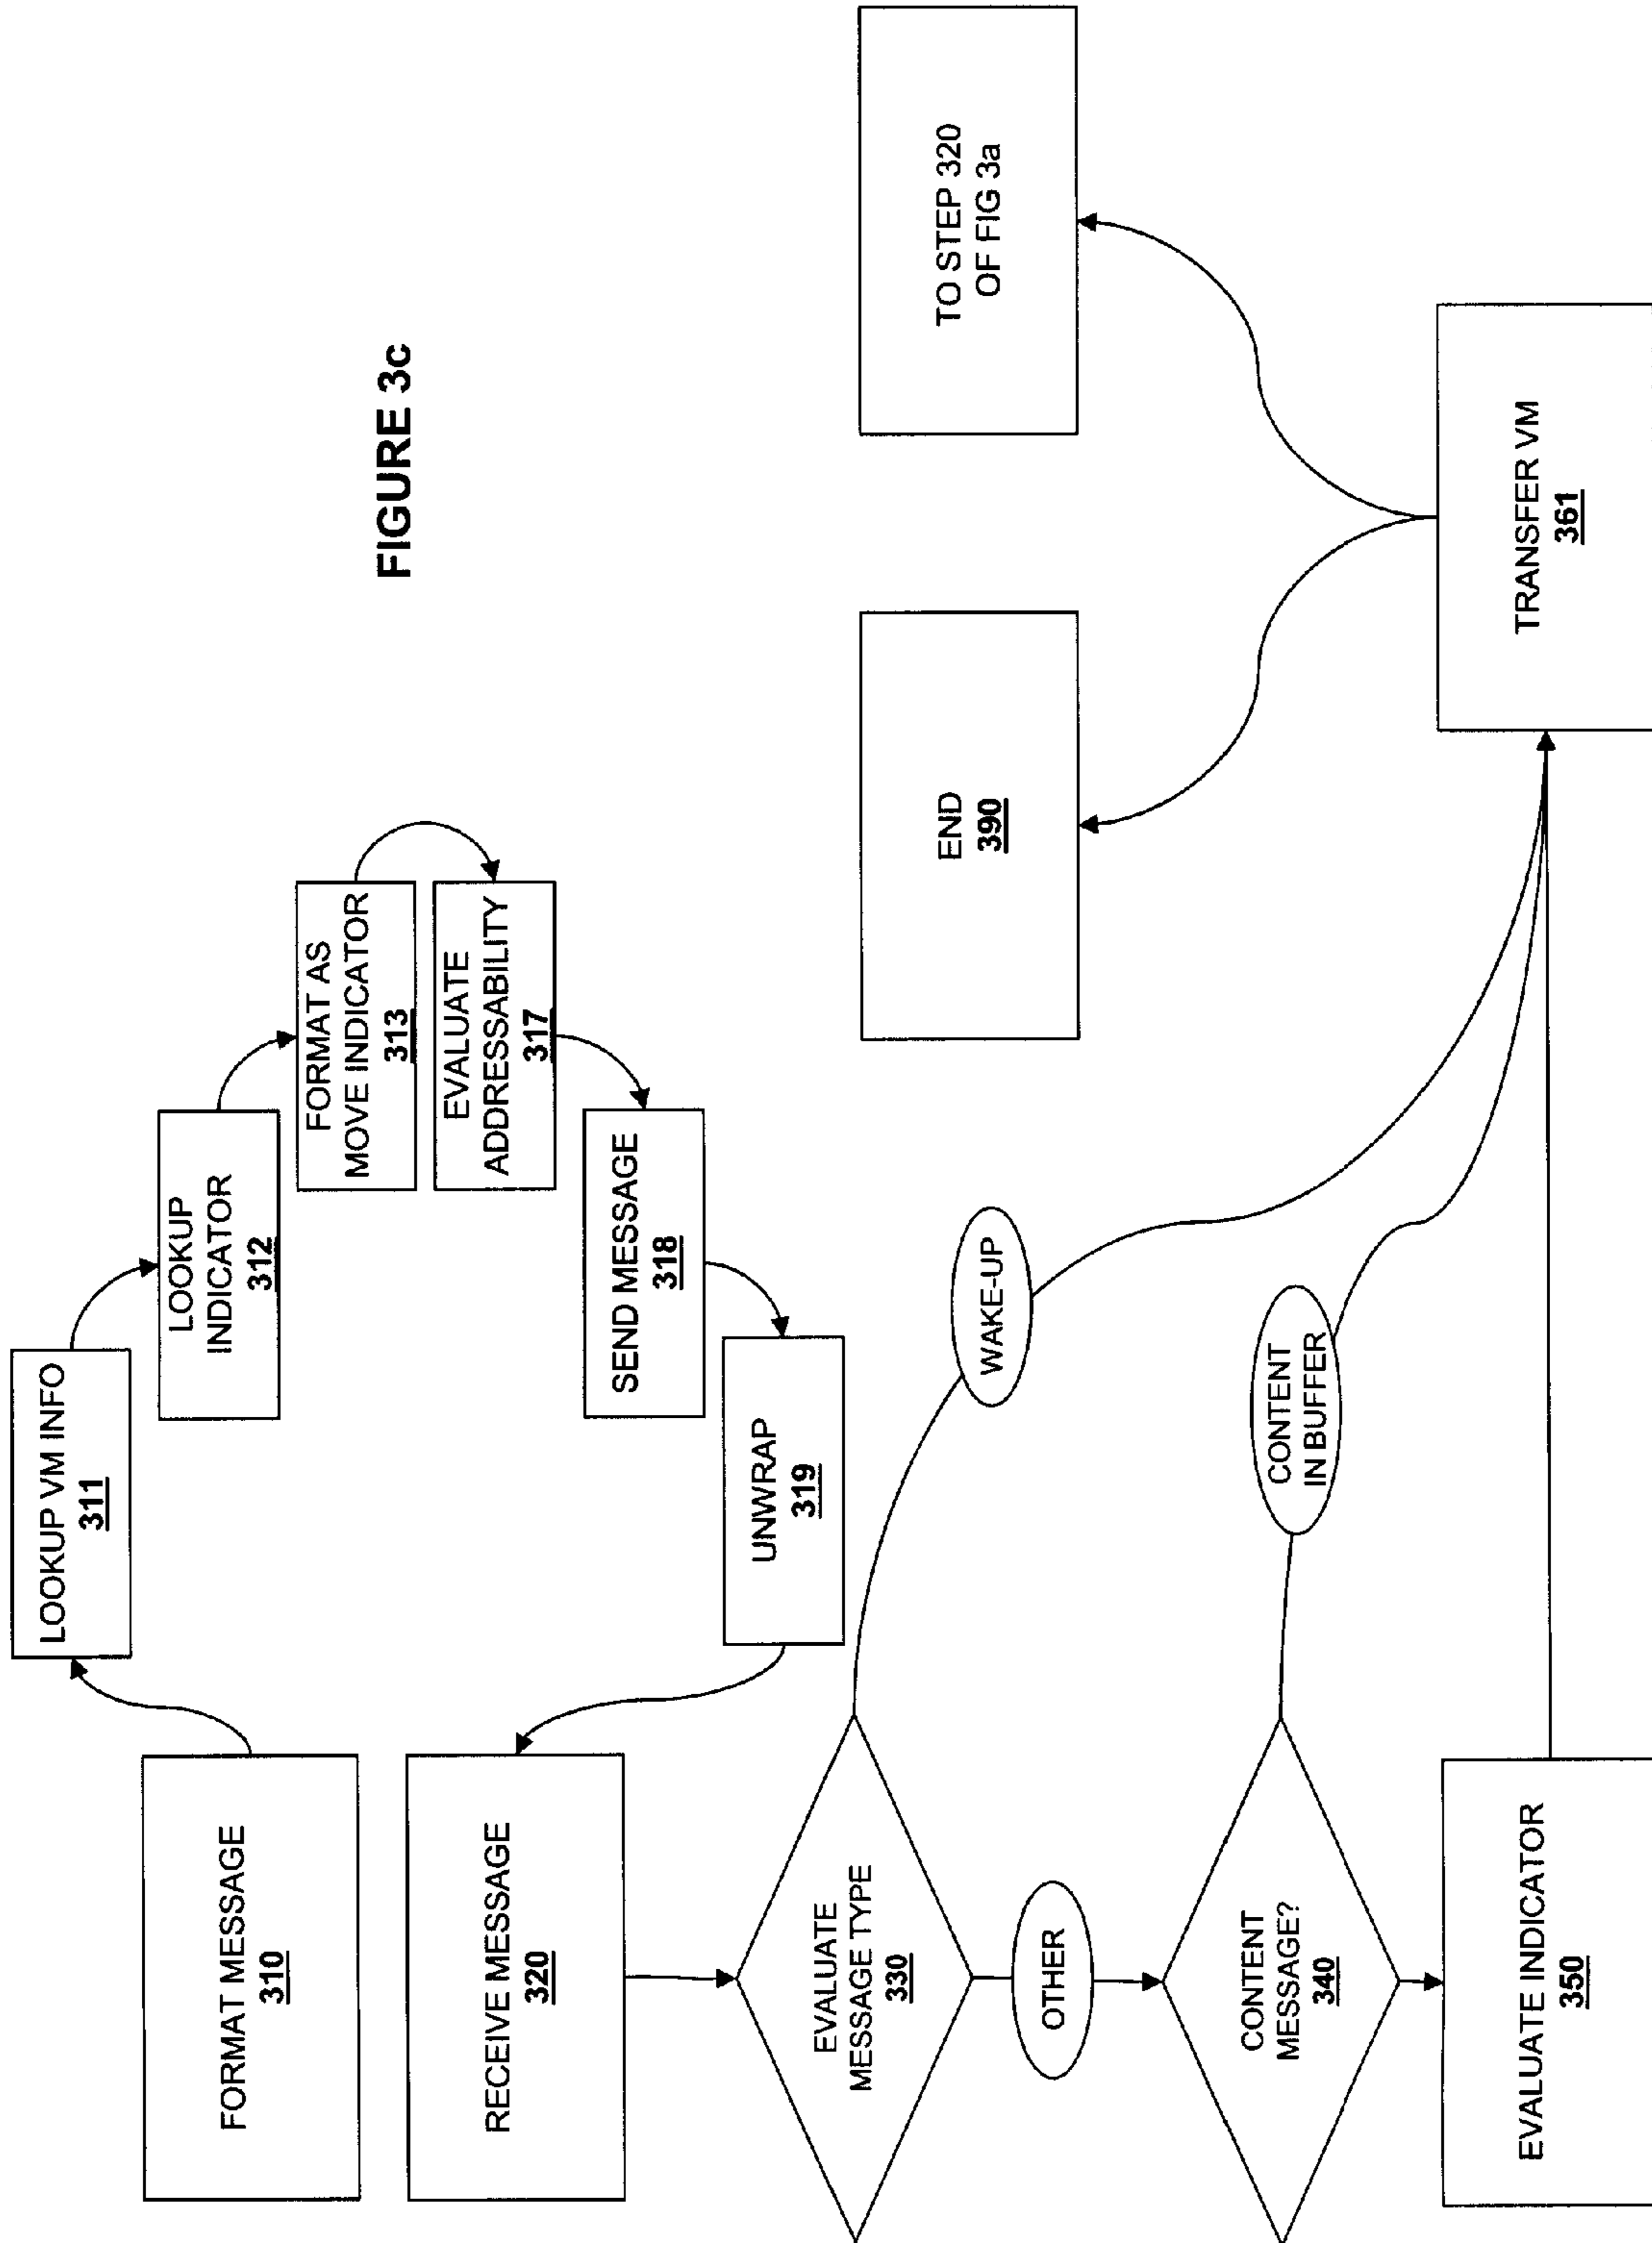 FIGURE 3c
FORMAT MESSAGE
310
LOOKUP VM INFO
311
LOOKUP
INDICATOR
312
FORMAT AS
MOVE INDICATOR
313
EVALUATE
ADDRESSABILITY
317
SEND MESSAGE
318
UNWRAP
319
RECEIVE MESSAGE
320
EVALUATE
MESSAGE TYPE
330
WAKE-UP
OTHER
CONTENT
MESSAGE?
340
CONTENT
IN BUFFER
EVALUATE INDICATOR
350
TRANSFER VM
361
END
390
TO STEP 320
OF FIG 3a